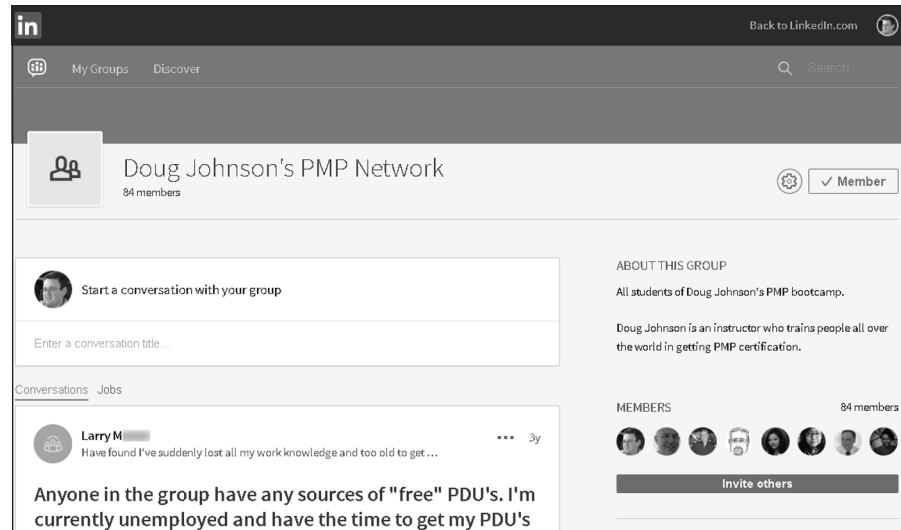 in
Back to LinkedIn.com
My Groups Discover
Search
Doug Johnson's PMP Network
84 members
✓ Member
Start a conversation with your group
Enter a conversation title...
Conversations Jobs
Larry M
Have found I've suddenly lost all my work knowledge and too old to get ...
3y
Anyone in the group have any sources of "free" PDU's. I'm
currently unemployed and have the time to get my PDU's
ABOUT THIS GROUP
All students of Doug Johnson's PMP bootcamp.
Doug Johnson is an instructor who trains people all over
the world in getting PMP certification.
MEMBERS
84 members
Invite others